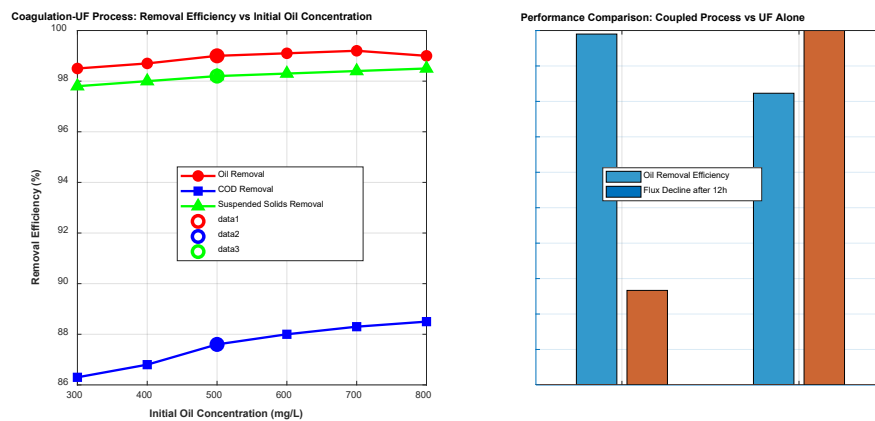 Coagulation-UF Process: Removal Efficiency vs Initial Oil Concentration
100
98
96
94
92
90
88
86
Removal Efficiency (%)
300
400
500
600
700
800
Initial Oil Concentration (mg/L)
Oil Removal
COD Removal
Suspended Solids Removal
data1
data2
data3
Performance Comparison: Coupled Process vs UF Alone
Oil Removal Efficiency
Flux Decline after 12h